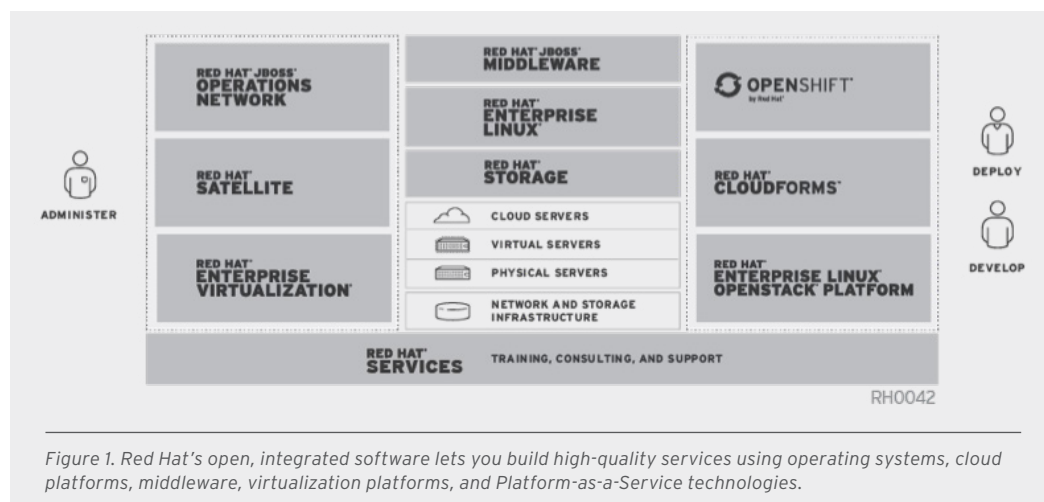 ADMINISTER
RED HAT® JBOSS®
OPERATIONS
NETWORK
RED HAT®
SATELLITE
RED HAT®
ENTERPRISE
VIRTUALIZATION®
RED HAT® JBOSS®
MIDDLEWARE
RED HAT®
ENTERPRISE
LINUX®
RED HAT®
STORAGE
CLOUD SERVERS
VIRTUAL SERVERS
PHYSICAL SERVERS
NETWORK AND STORAGE
INFRASTRUCTURE
OPENSHIFT®
by Red Hat®
RED HAT®
CLOUDFORMS™
RED HAT®
ENTERPRISE LINUX®
OPENSTACK® PLATFORM
DEPLOY
DEVELOP
RED HAT®
SERVICES
TRAINING, CONSULTING, AND SUPPORT
RH0042
Figure 1. Red Hat's open, integrated software lets you build high-quality services using operating systems, cloud
platforms, middleware, virtualization platforms, and Platform-as-a-Service technologies.